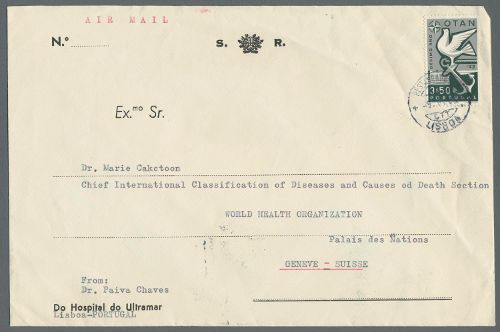 AIR MAIL
N.º
S. R.
OTAN
3$50
PORTUGAL
LISBOA
Ex.mo Sr.
Dr. Marie Cakctoon
Chief International Classification of Diseases and Causes od Death Section
WORLD HEALTH ORGANIZATION
Palais des Nations
GENEVE - SUISSE
From:
Dr. Paiva Chaves
Do Hospital do Ultramar
Lisboa-PORTUGAL